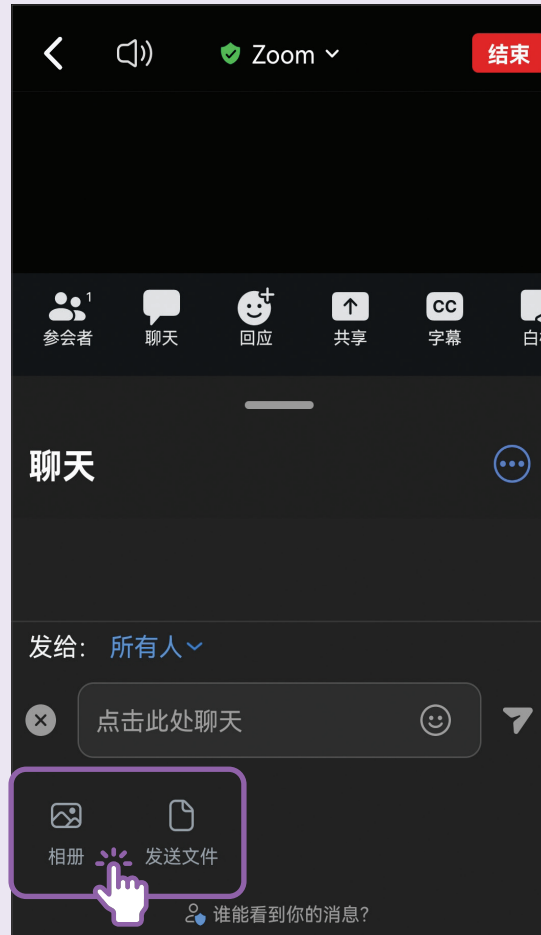 Zoom
结束
1
参会者
聊天
回应
共享
CC
字幕
白
聊天
发给： 所有人
点击此处聊天
相册
发送文件
谁能看到你的消息?